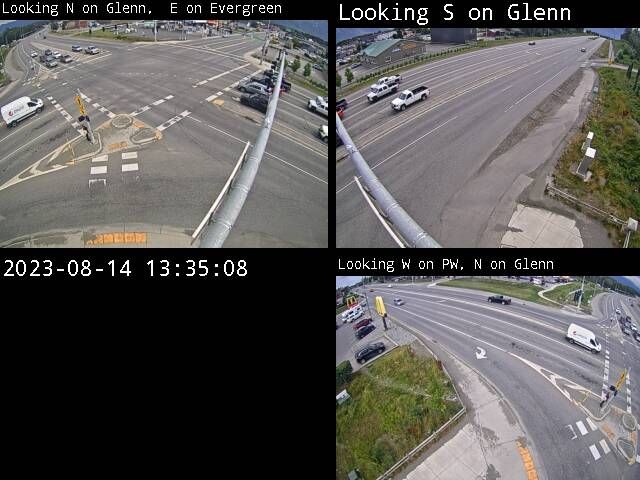 Looking N on Glenn, E on Evergreen
Looking S on Glenn
2023-08-14 13:35:08
Looking W on PW, N on Glenn